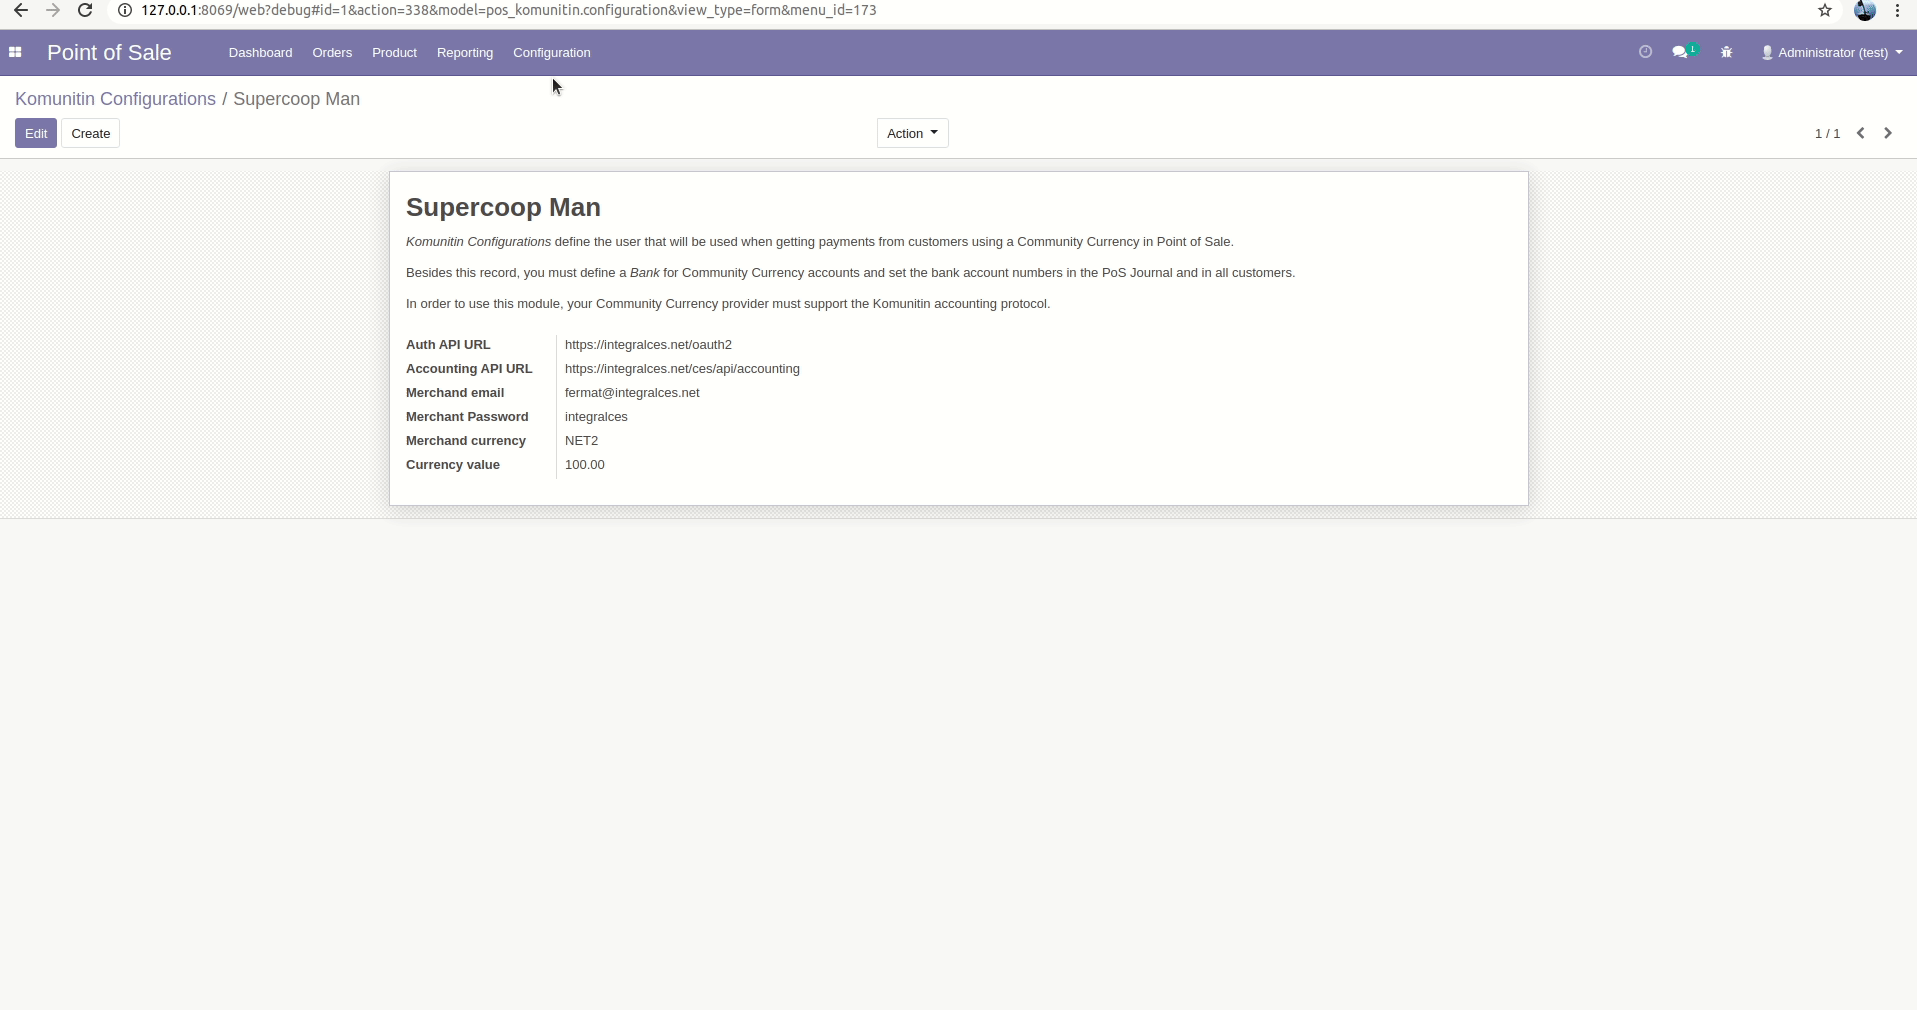 127.0.0.1:8069/web?debug#id=1&action=338&model=pos_komunitin.configuration&view_type=form&menu_id=173
Point of Sale Dashboard Orders Product Reporting Configuration 1 Administrator (test)
Komunitin Configurations / Supercoop Man
Edit Create Action 1 / 1
Supercoop Man
Komunitin Configurations define the user that will be used when getting payments from customers using a Community Currency in Point of Sale.
Besides this record, you must define a Bank for Community Currency accounts and set the bank account numbers in the PoS Journal and in all customers.
In order to use this module, your Community Currency provider must support the Komunitin accounting protocol.
Auth API URL https://integralces.net/oauth2
Accounting API URL https://integralces.net/ces/api/accounting
Merchand email fermat@integralces.net
Merchant Password integralces
Merchand currency NET2
Currency value 100.00